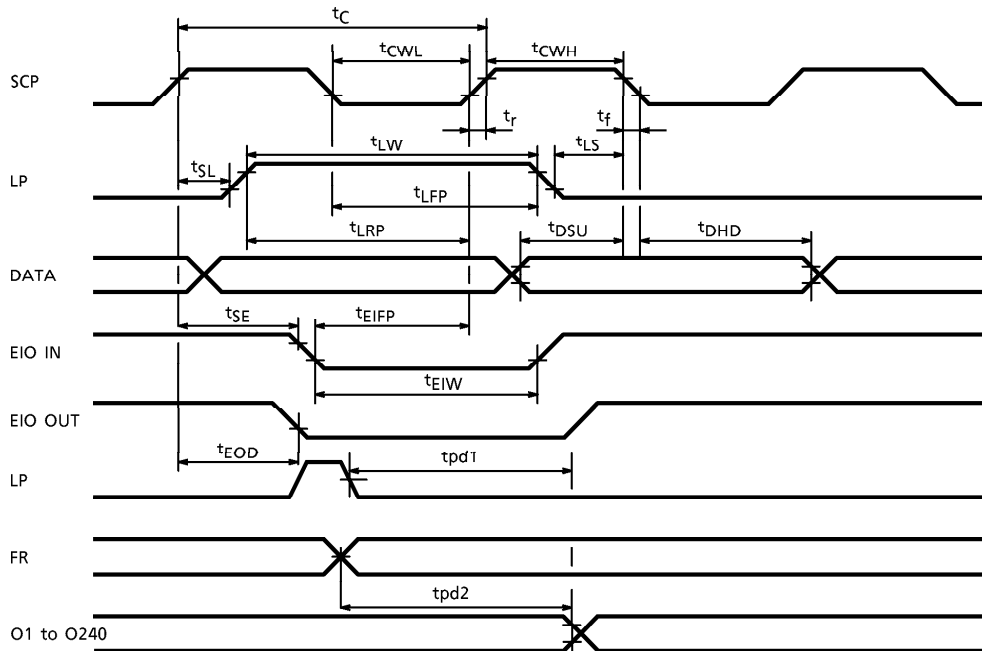 tC
tCWL
tCWH
SCP
tr
tf
tLW
tLS
tSL
LP
tLFP
tLRP
tDSU
tDHD
DATA
tSE
tEIFP
EIO IN
tEIW
EIO OUT
tEOD
tpd1
LP
FR
tpd2
O1 to O240